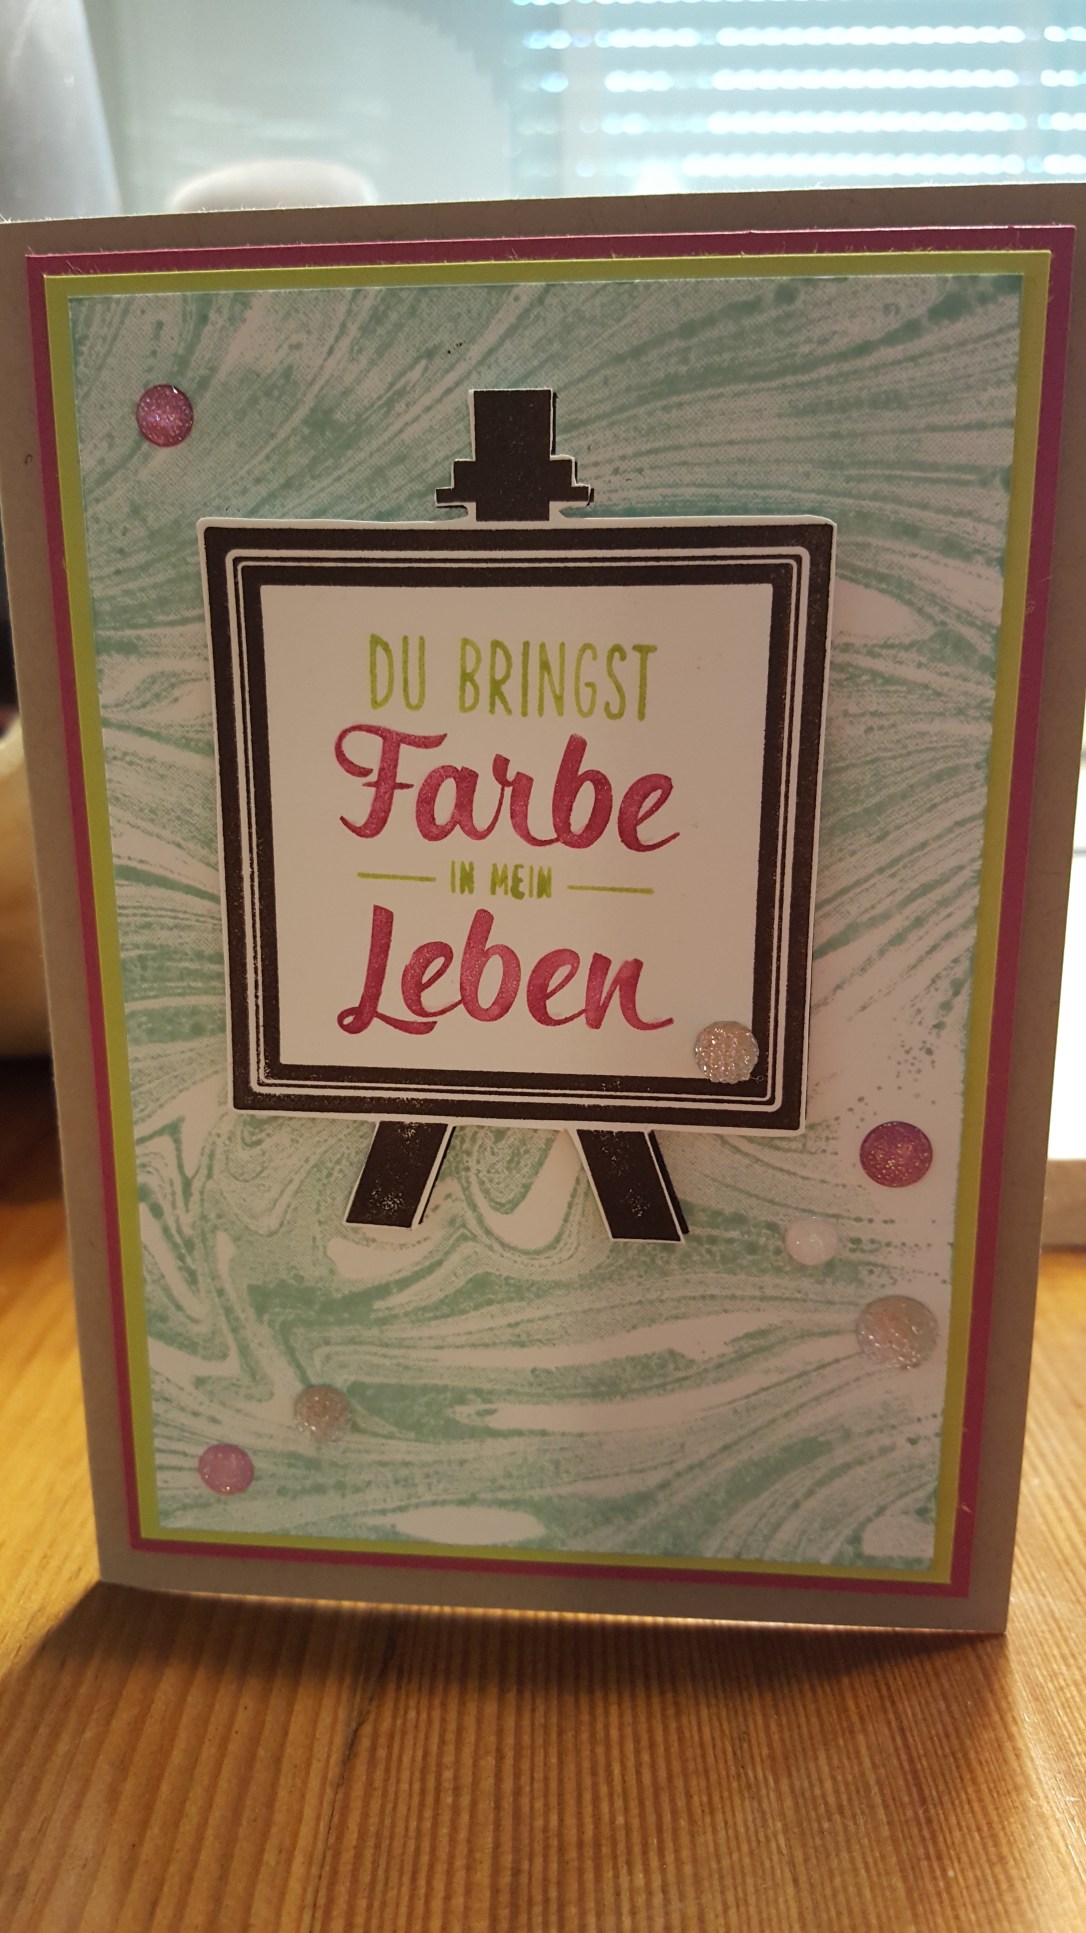 DU BRINGST
Farbe
IN MEIN
Leben